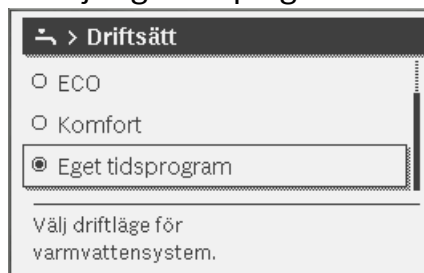 > Driftsätt
ECO
Komfort
Eget tidsprogram
Välj driftläge för
varmvattensystem.